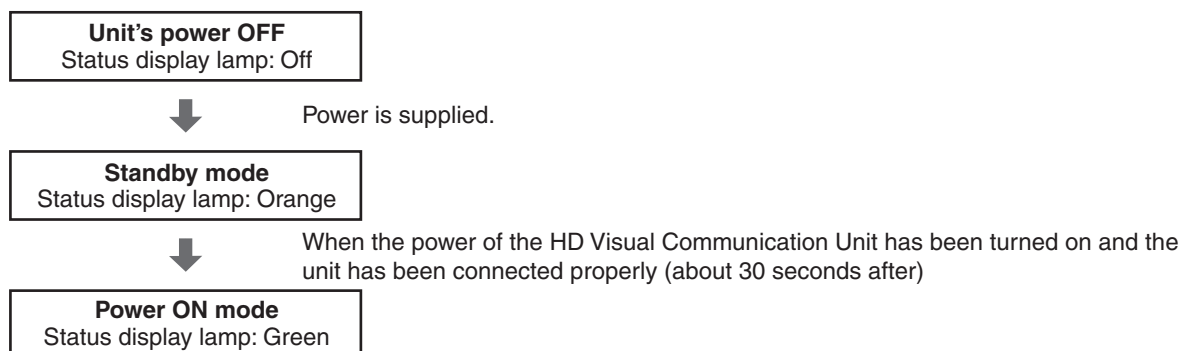 Unit's power OFF
Status display lamp: Off
Power is supplied.
Standby mode
Status display lamp: Orange
When the power of the HD Visual Communication Unit has been turned on and the
unit has been connected properly (about 30 seconds after)
Power ON mode
Status display lamp: Green